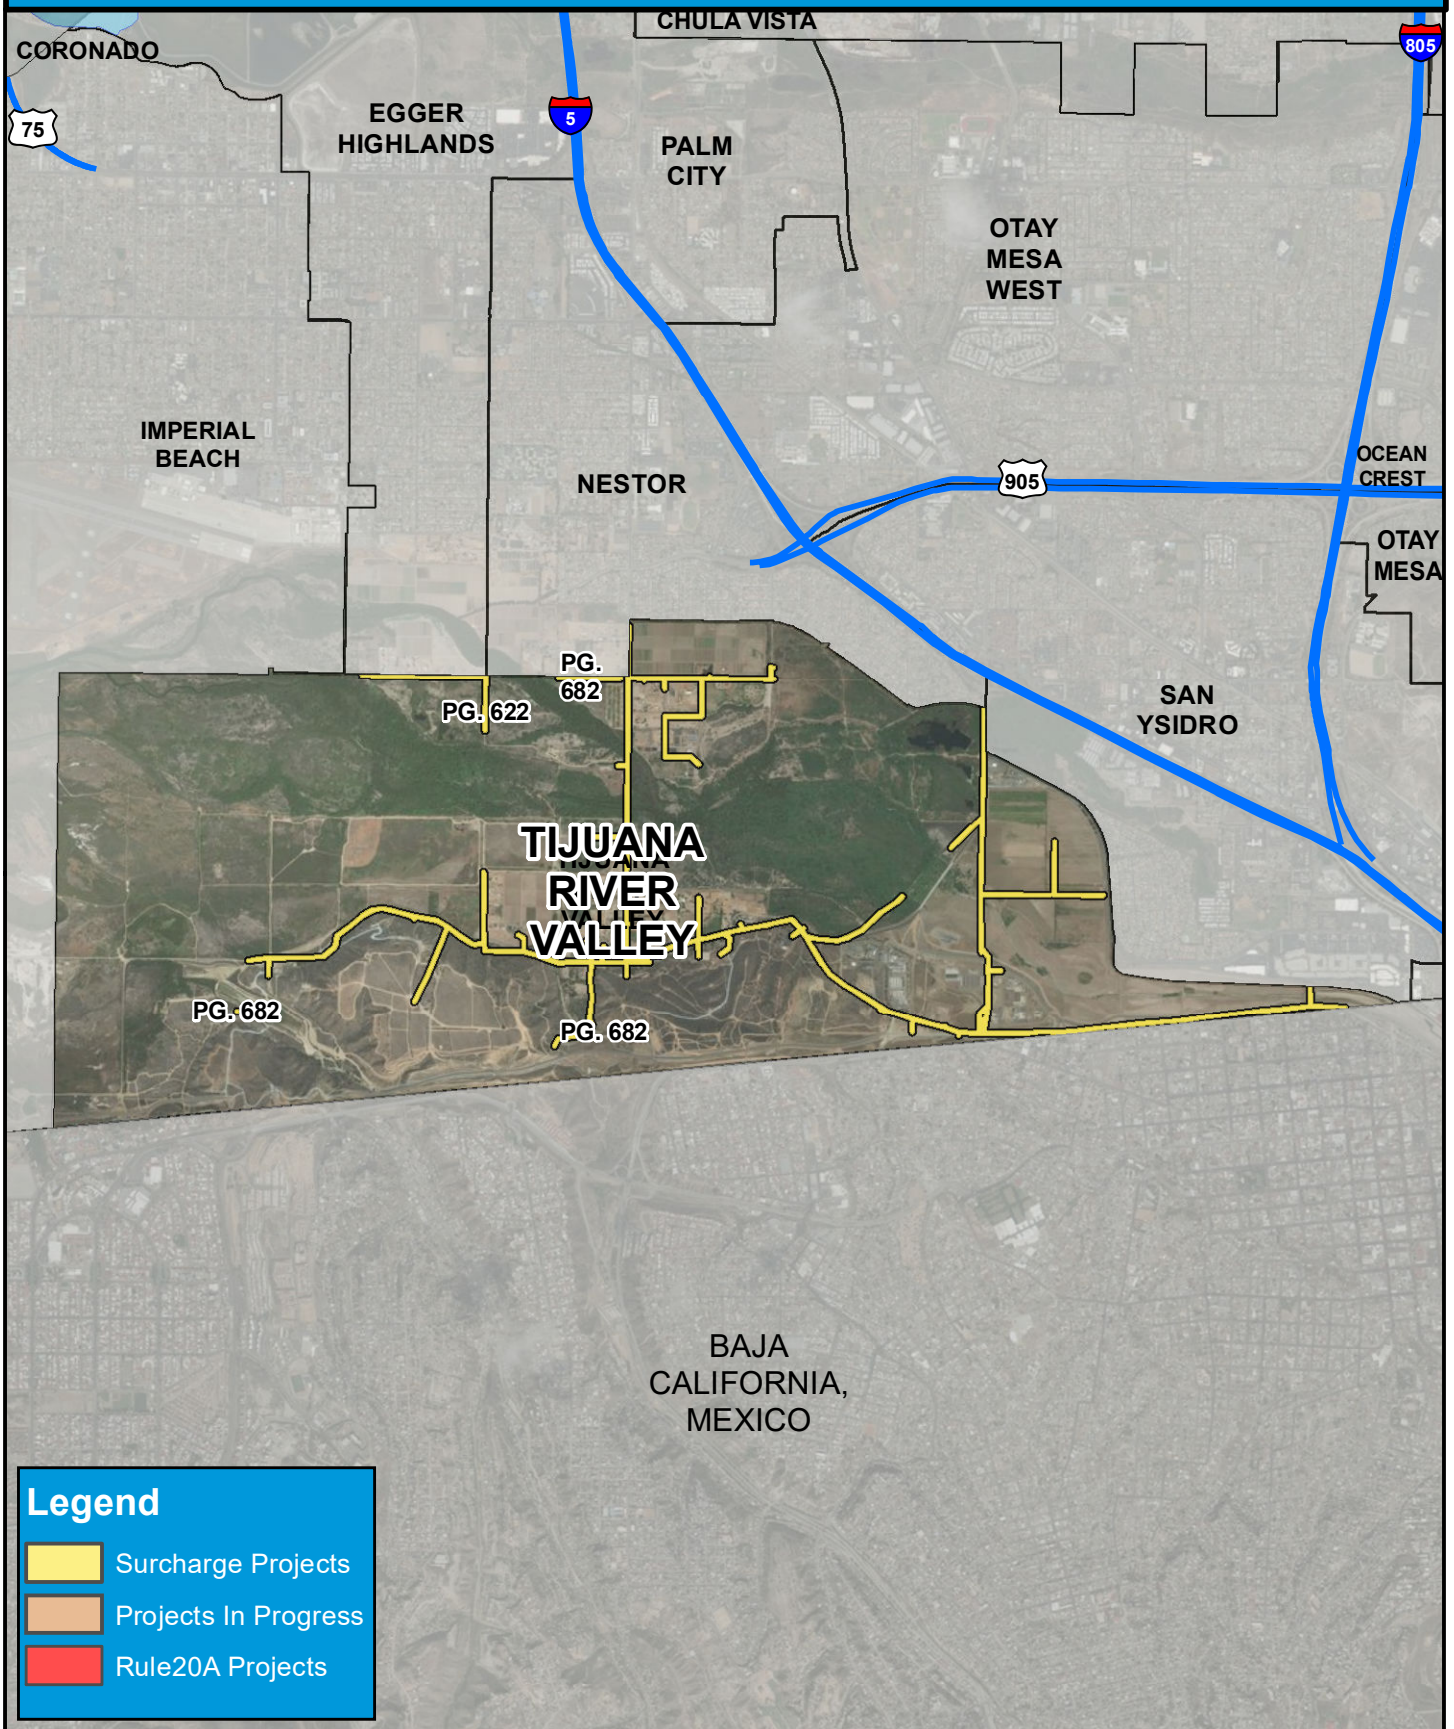 CHULA VISTA
CORONADO
805
75
EGGER
HIGHLANDS
5
PALM
CITY
OTAY
MESA
WEST
IMPERIAL
BEACH
NESTOR
905
OCEAN
CREST
OTAY
MESA
PG.
682
PG. 622
SAN
YSIDRO
TIJUANA
RIVER
VALLEY
TIJUANA
VALLEY
PG. 682
PG. 682
BAJA
CALIFORNIA,
MEXICO
Legend
Surcharge Projects
Projects In Progress
Rule20A Projects